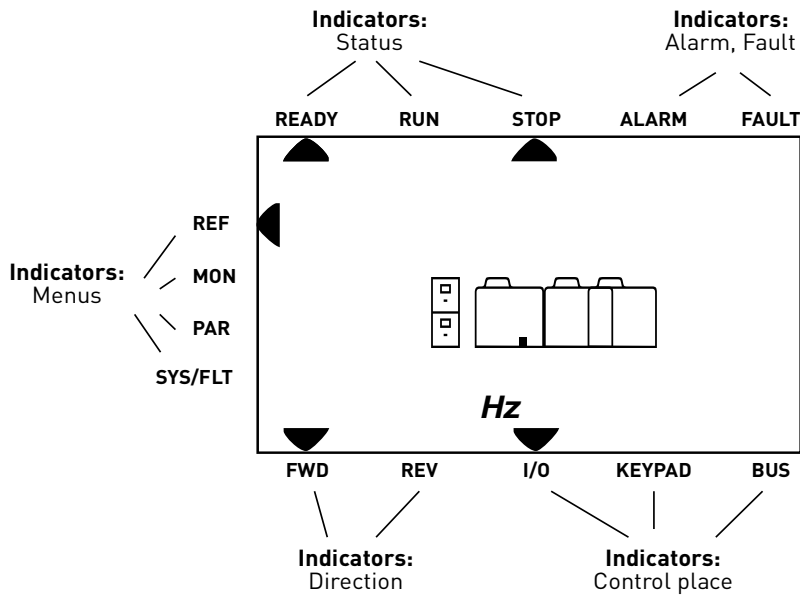 Indicators:
Status
Indicators:
Alarm, Fault
READY RUN STOP ALARM FAULT
REF
Indicators:
Menus
MON
PAR
SYS/FLT
Hz
FWD REV I/O KEYPAD BUS
Indicators:
Direction
Indicators:
Control place